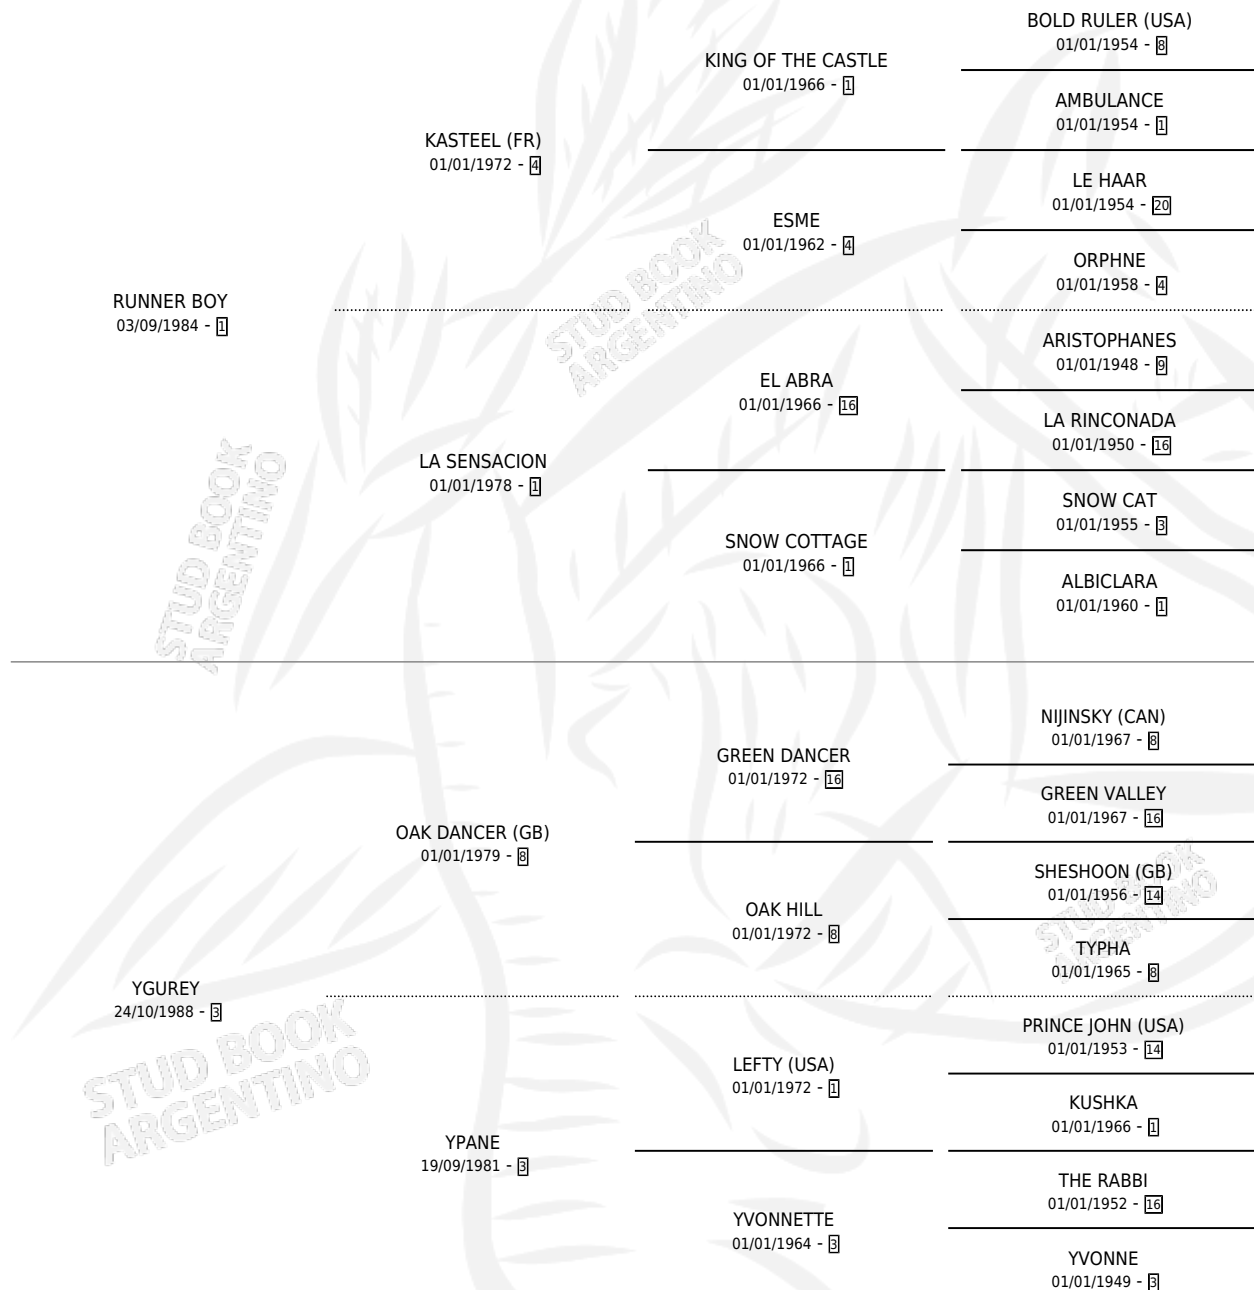 BOLD RULER (USA)
01/01/1954 - 8
KING OF THE CASTLE
01/01/1966 - 1
AMBULANCE
01/01/1954 - 1
KASTEEL (FR)
01/01/1972 - 4
LE HAAR
01/01/1954 - 20
ESME
01/01/1962 - 4
ORPHNE
01/01/1958 - 4
RUNNER BOY
03/09/1984 - 1
STUD BOOK
ARGENTINO
ARISTOPHANES
01/01/1948 - 9
EL ABRA
01/01/1966 - 16
LA RINCONADA
01/01/1950 - 16
LA SENSACION
01/01/1978 - 1
SNOW CAT
01/01/1955 - 3
SNOW COTTAGE
01/01/1966 - 1
ALBICLARA
01/01/1960 - 1
STUD BOOK
ARGENTINO
NIJINSKY (CAN)
01/01/1967 - 8
GREEN DANCER
01/01/1972 - 16
GREEN VALLEY
01/01/1967 - 16
OAK DANCER (GB)
01/01/1979 - 8
SHESHOON (GB)
01/01/1956 - 14
STUD BOOK
ARGENTINO
OAK HILL
01/01/1972 - 8
TYPHA
01/01/1965 - 8
YGUREY
24/10/1988 - 3
STUD BOOK
ARGENTINO
PRINCE JOHN (USA)
01/01/1953 - 14
LEFTY (USA)
01/01/1972 - 1
KUSHKA
01/01/1966 - 1
YPANE
19/09/1981 - 3
THE RABBI
01/01/1952 - 16
YVONNETTE
01/01/1964 - 3
YVONNE
01/01/1949 - 3